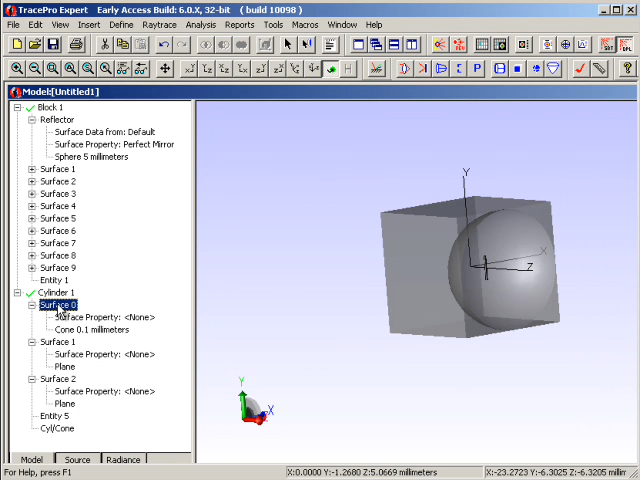 TracePro Expert Early Access Build: 6.0.X, 32-bit ( build 10098 )
File Edit View Insert Define Raytrace Analysis Reports Tools Macros Window Help
Model:[Untitled1]
Block 1
Reflector
Surface Data from: Default
Surface Property: Perfect Mirror
Sphere 5 millimeters
Surface 1
Surface 2
Surface 3
Surface 4
Surface 5
Surface 6
Surface 7
Surface 8
Surface 9
Entity 1
Cylinder 1
Surface 0
Surface Property: <None>
Cone 0.1 millimeters
Surface 1
Surface Property: <None>
Plane
Surface 2
Surface Property: <None>
Plane
Entity 5
Cyl/Cone
Y
X
Z
Y
X
Model Source Radiance
For Help, press F1
X:0.0000 Y:-1.2680 Z:5.0669 millimeters
X:-23.2723 Y:-6.3025 Z:-6.3205 millim